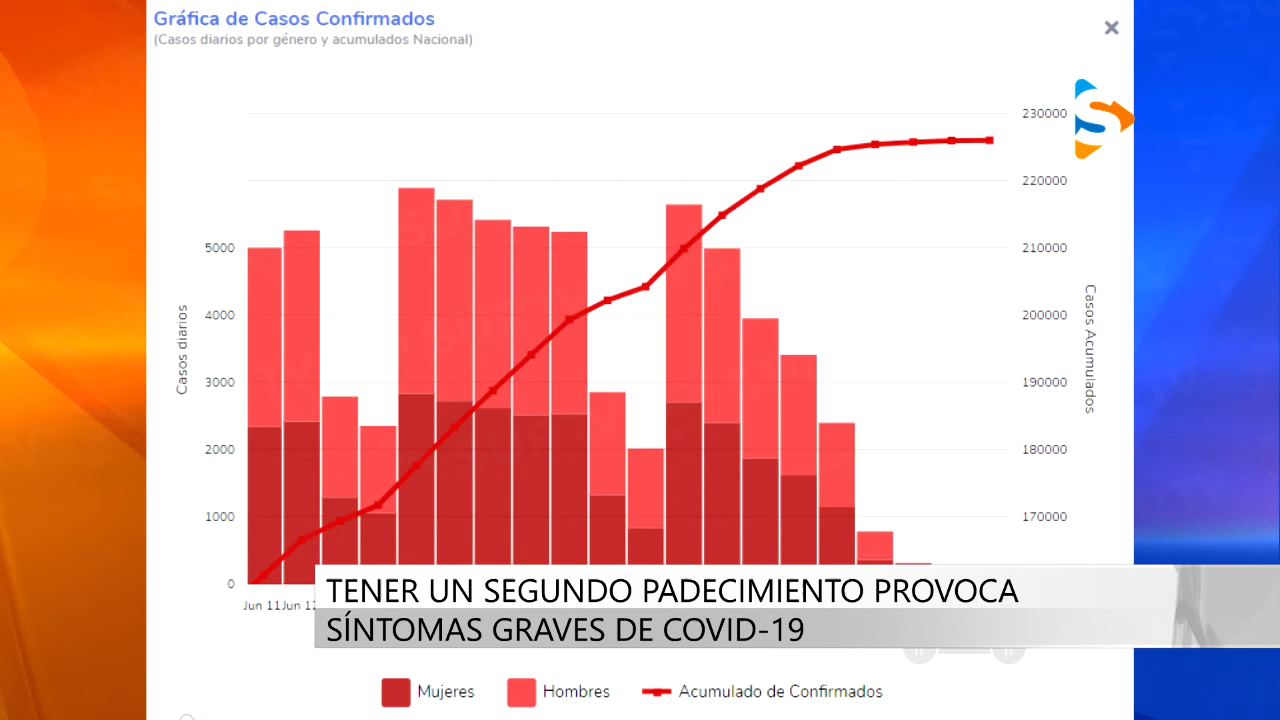 Gráfica de Casos Confirmados
(Casos diarios por género y acumulados Nacional)
230000
220000
5000
210000
4000
200000
3000
190000
2000
180000
1000
170000
0
Casos diarios
Casos Acumulados
Jun 11 Jun 12
TENER UN SEGUNDO PADECIMIENTO PROVOCA
SÍNTOMAS GRAVES DE COVID-19
Mujeres
Hombres
Acumulado de Confirmados